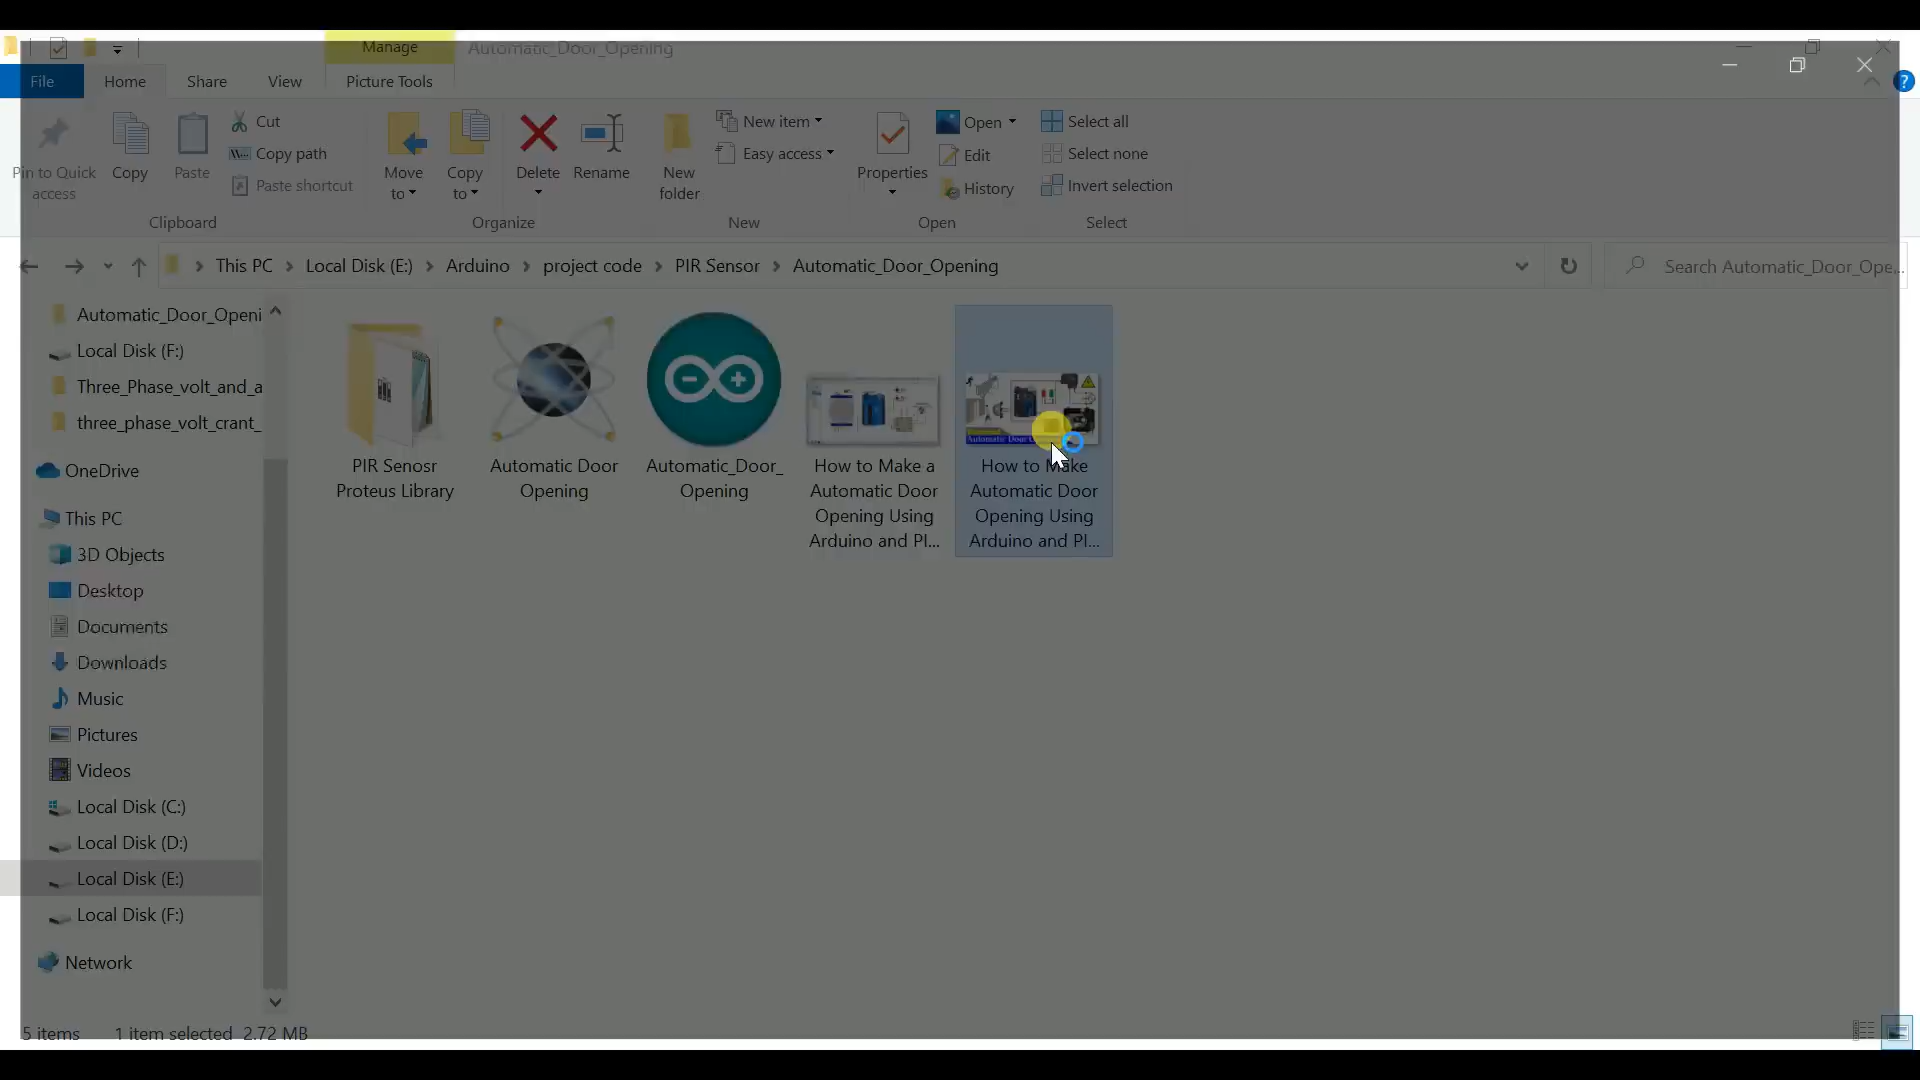 Manage
Automatic_Door_Opening
File
Home
Share
View
Picture Tools
Pin to Quick
access
Copy
Paste
Cut
Copy path
Paste shortcut
Clipboard
Move
to
Copy
to
Delete
Rename
Organize
New
folder
New item
Easy access
New
Properties
Open
Edit
History
Open
Select all
Select none
Invert selection
Select
This PC
Local Disk (E:)
Arduino
project code
PIR Sensor
Automatic_Door_Opening
Search Automatic_Door_Ope...
Automatic_Door_Openi
Local Disk (F:)
Three_Phase_volt_and_a
three_phase_volt_crant_
OneDrive
This PC
3D Objects
Desktop
Documents
Downloads
Music
Pictures
Videos
Local Disk (C:)
Local Disk (D:)
Local Disk (E:)
Local Disk (F:)
Network
PIR Senosr
Proteus Library
Automatic Door
Opening
Automatic_Door_
Opening
How to Make a
Automatic Door
Opening Using
Arduino and PI...
How to Make
Automatic Door
Opening Using
Arduino and PI...
5 items
1 item selected 2.72 MB